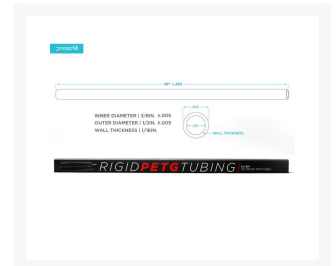 PrimoChill
INNER DIAMETER | 3/8IN. ±.005
OUTER DIAMETER | 1/2IN. ±.005
WALL THICKNESS | 1/16IN.
O.D.
I.D.
WALL THICKNESS
RIGIDPETGTUBING